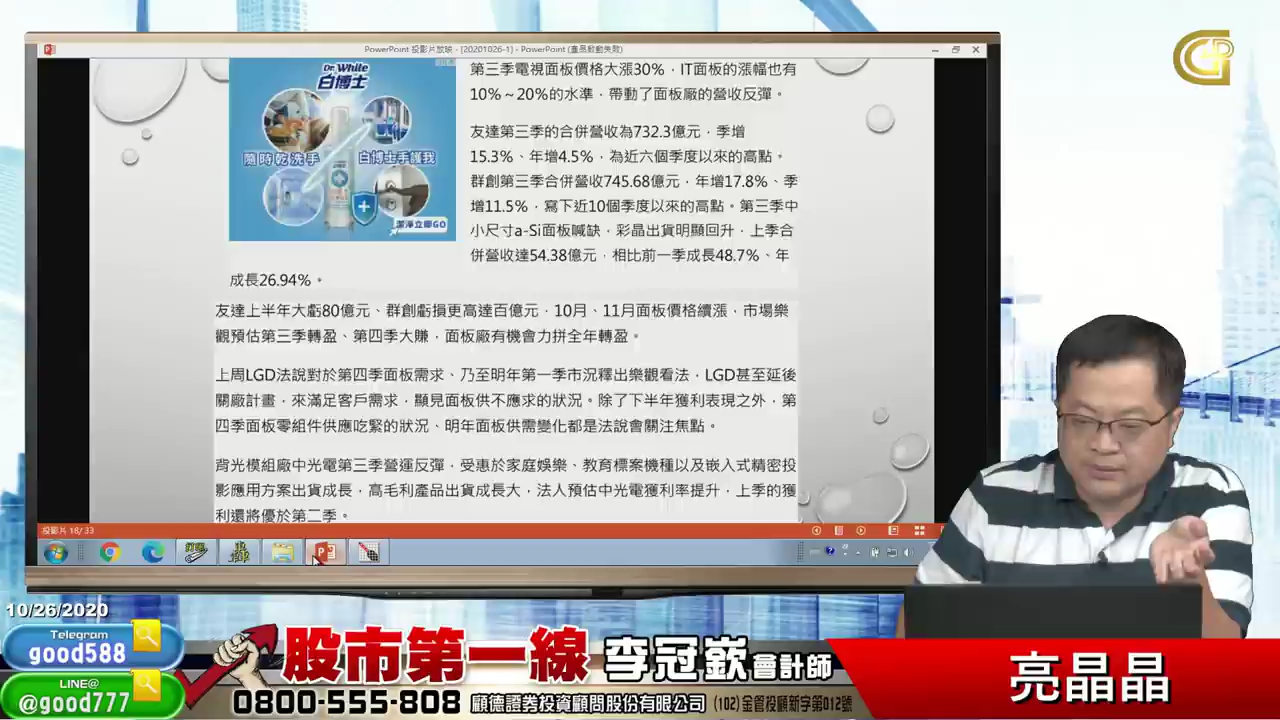 PowerPoint 投影片放映 - [20201026-1] - PowerPoint (產品啟動失敗)
Dr. White
白博士
隨時乾洗手
白博士手護我
潔淨立即GO
第三季電視面板價格大漲30%，IT面板的漲幅也有
10%～20%的水準，帶動了面板廠的營收反彈。
友達第三季的合併營收為732.3億元，季增
15.3%、年增4.5%，為近六個季度以來的高點。
群創第三季合併營收745.68億元，年增17.8%、季
增11.5%，寫下近10個季度以來的高點。第三季中
小尺寸a-Si面板喊缺，彩晶出貨明顯回升，上季合
併營收達54.38億元，相比前一季成長48.7%、年
成長26.94%。
友達上半年大虧80億元、群創虧損更高達百億元，10月、11月面板價格續漲，市場樂
觀預估第三季轉盈、第四季大賺，面板廠有機會力拼全年轉盈。
上周LGD法說對於第四季面板需求、乃至明年第一季市況釋出樂觀看法，LGD甚至延後
關廠計畫，來滿足客戶需求，顯見面板供不應求的狀況。除了下半年獲利表現之外，第
四季面板零組件供應吃緊的狀況、明年面板供需變化都是法說會關注焦點。
背光模組廠中光電第三季營運反彈，受惠於家庭娛樂、教育標案機種以及嵌入式精密投
影應用方案出貨成長，高毛利產品出貨成長大，法人預估中光電獲利率提升，上季的獲
利還將優於第二季。
投影片 18/33
10/26/2020
Telegram
good588
LINE@
@good777
股市第一線 李冠嶔會計師
0800-555-808 顧德證券投資顧問股份有限公司 (102)金管投顧新字第012號
亮晶晶